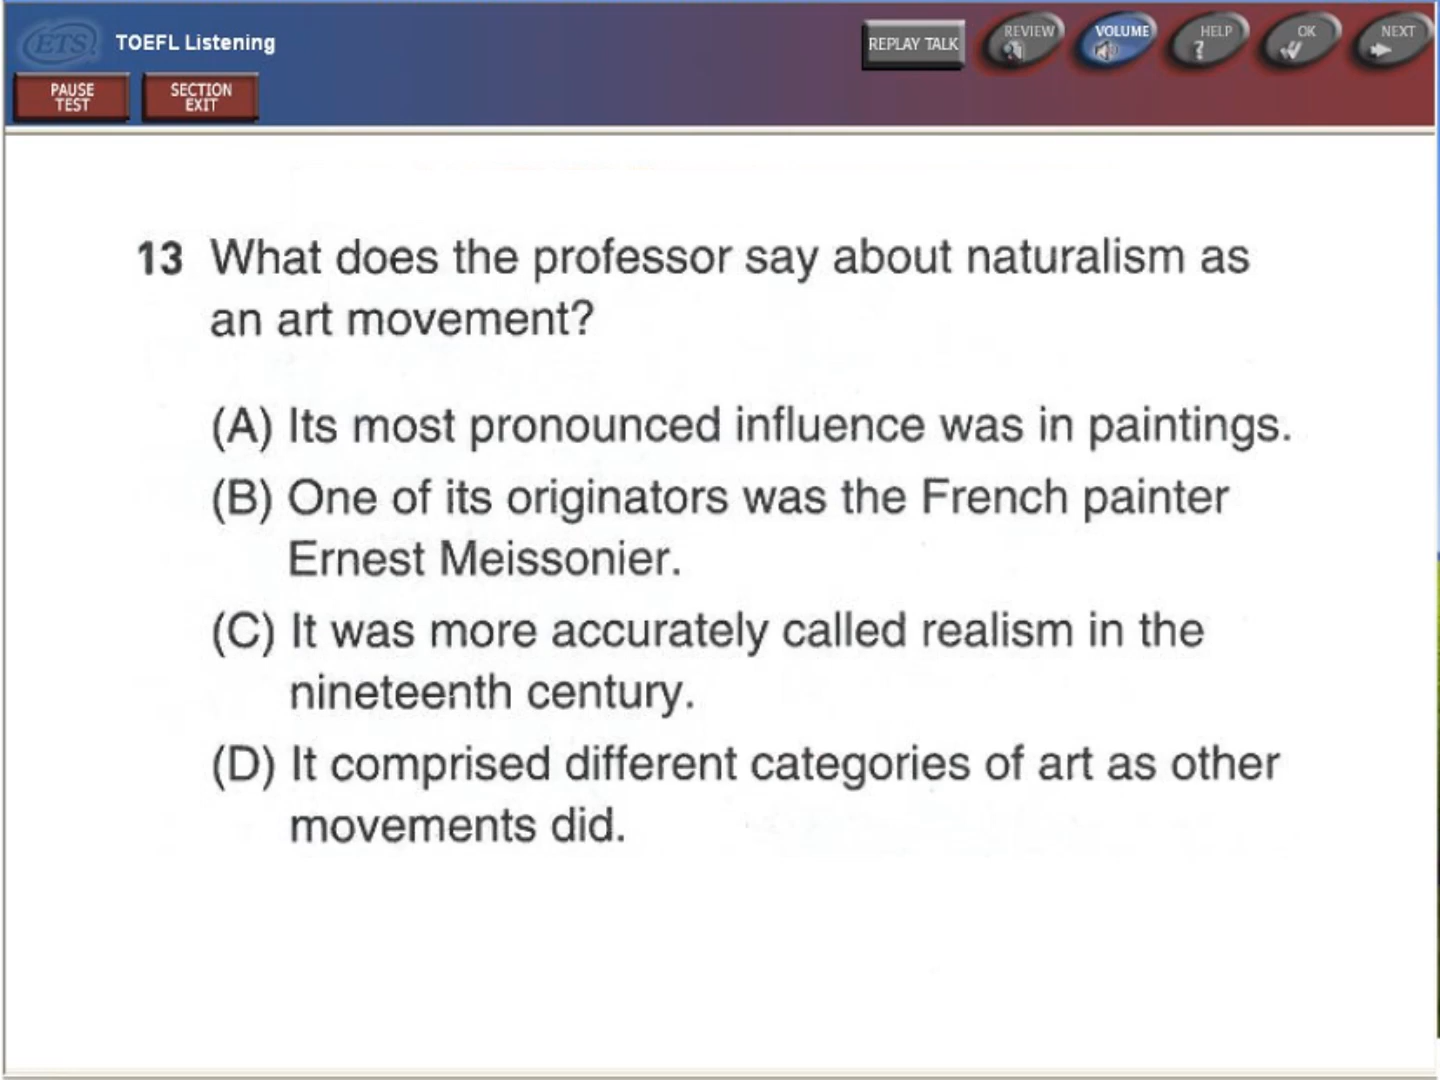 ETS TOEFL Listening
REPLAY TALK
REVIEW
VOLUME
HELP
?
OK
NEXT
PAUSE
TEST
SECTION
EXIT
13 What does the professor say about naturalism as
an art movement?
(A) Its most pronounced influence was in paintings.
(B) One of its originators was the French painter
Ernest Meissonier.
(C) It was more accurately called realism in the
nineteenth century.
(D) It comprised different categories of art as other
movements did.